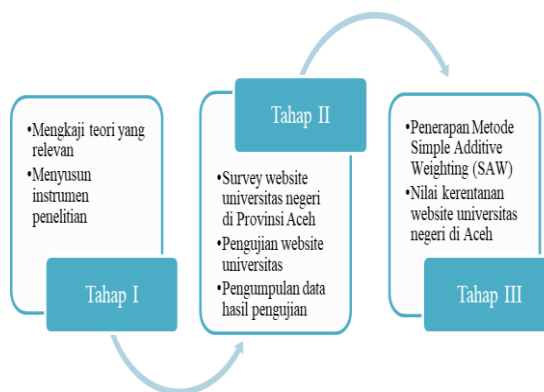 •Mengkaji teori yang
relevan
•Menyusun
instrumen
penelitian
Tahap I
Tahap II
•Survey website
universitas negeri
di Provinsi Aceh
•Pengujian website
universitas
•Pengumpulan data
hasil pengujian
•Penerapan Metode
Simple Additive
Weighting (SAW)
•Nilai kerentanan
website universitas
negeri di Aceh
Tahap III